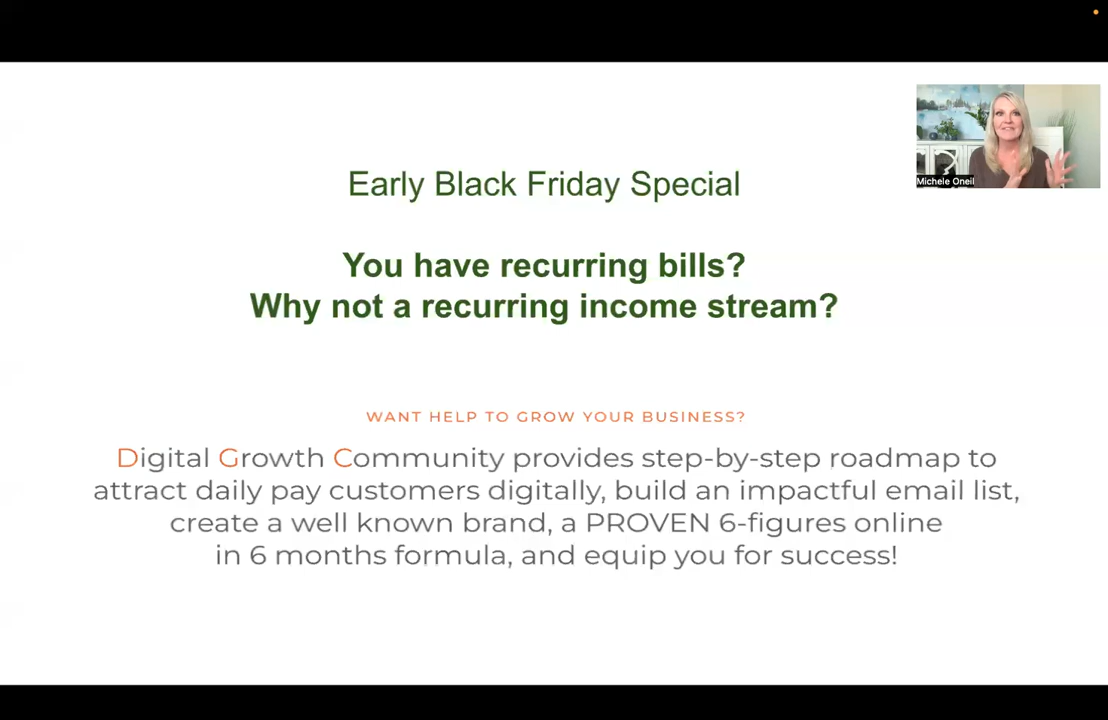 Michele Oneil
Early Black Friday Special
You have recurring bills?
Why not a recurring income stream?
WANT HELP TO GROW YOUR BUSINESS?
Digital Growth Community provides step-by-step roadmap to
attract daily pay customers digitally, build an impactful email list,
create a well known brand, a PROVEN 6-figures online
in 6 months formula, and equip you for success!